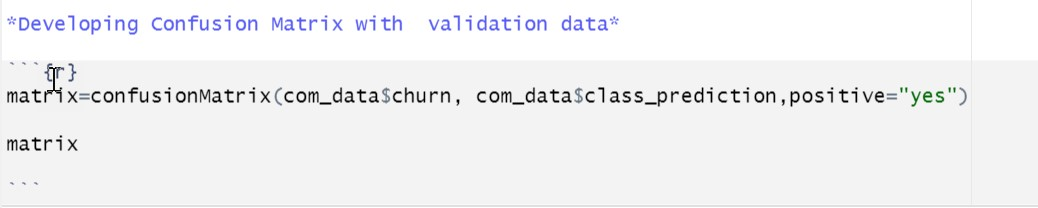 *Developing Confusion Matrix with  validation data*
```{r}
matrix=confusionMatrix(com_data$churn, com_data$class_prediction,positive="yes")
matrix
```